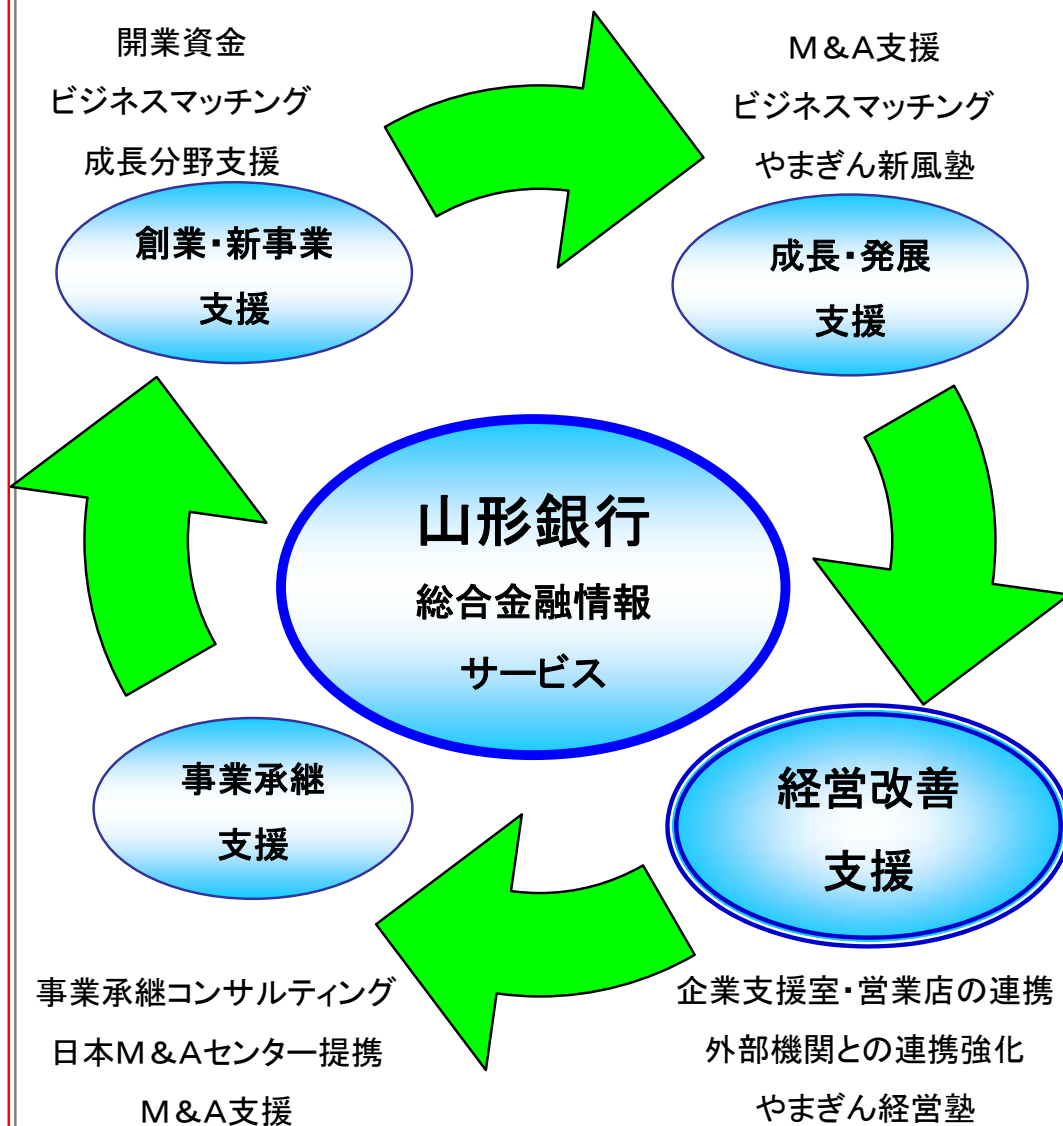 開業資金
ビジネスマッチング
成長分野支援
創業・新事業
支援
M&A支援
ビジネスマッチング
やまぎん新風塾
成長・発展
支援
山形銀行
総合金融情報
サービス
事業承継
支援
事業承継コンサルティング
日本M&Aセンター提携
M&A支援
経営改善
支援
企業支援室・営業店の連携
外部機関との連携強化
やまぎん経営塾